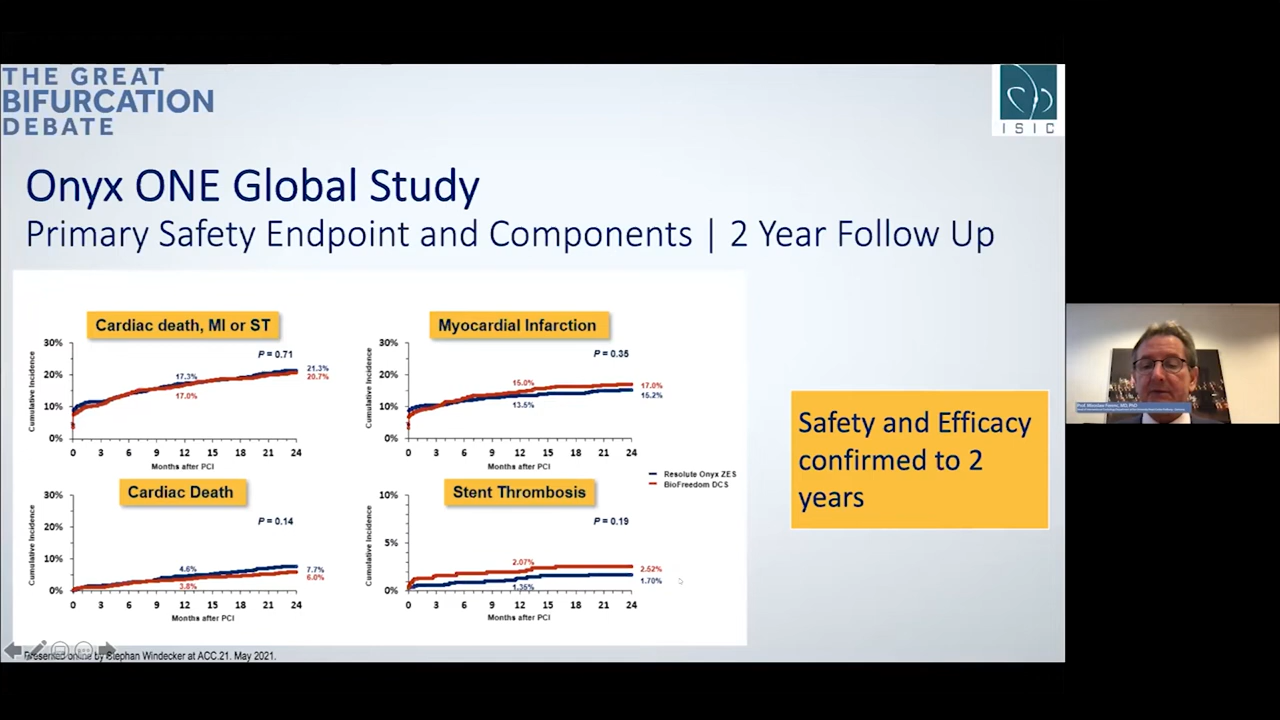 THE GREAT
BIFURCATION
DEBATE
ISIC
Onyx ONE Global Study
Primary Safety Endpoint and Components | 2 Year Follow Up
Cardiac death, MI or ST
Cumulative Incidence
30%
20%
10%
0%
P = 0.71
17.3%
17.0%
21.3%
20.7%
0 3 6 9 12 15 18 21 24
Months after PCI
Myocardial Infarction
Cumulative Incidence
30%
20%
10%
0%
P = 0.35
15.0%
13.5%
17.0%
15.2%
0 3 6 9 12 15 18 21 24
Months after PCI
Resolute Onyx ZES
BioFreedom DCS
Cardiac Death
Cumulative Incidence
30%
20%
10%
0%
P = 0.14
4.6%
3.8%
7.7%
6.0%
0 3 6 9 12 15 18 21 24
Months after PCI
Stent Thrombosis
Cumulative Incidence
10%
5%
0%
P = 0.19
2.07%
1.35%
2.52%
1.70%
0 3 6 9 12 15 18 21 24
Months after PCI
Safety and Efficacy
confirmed to 2
years
Presented online by Stephan Windecker at ACC.21. May 2021.